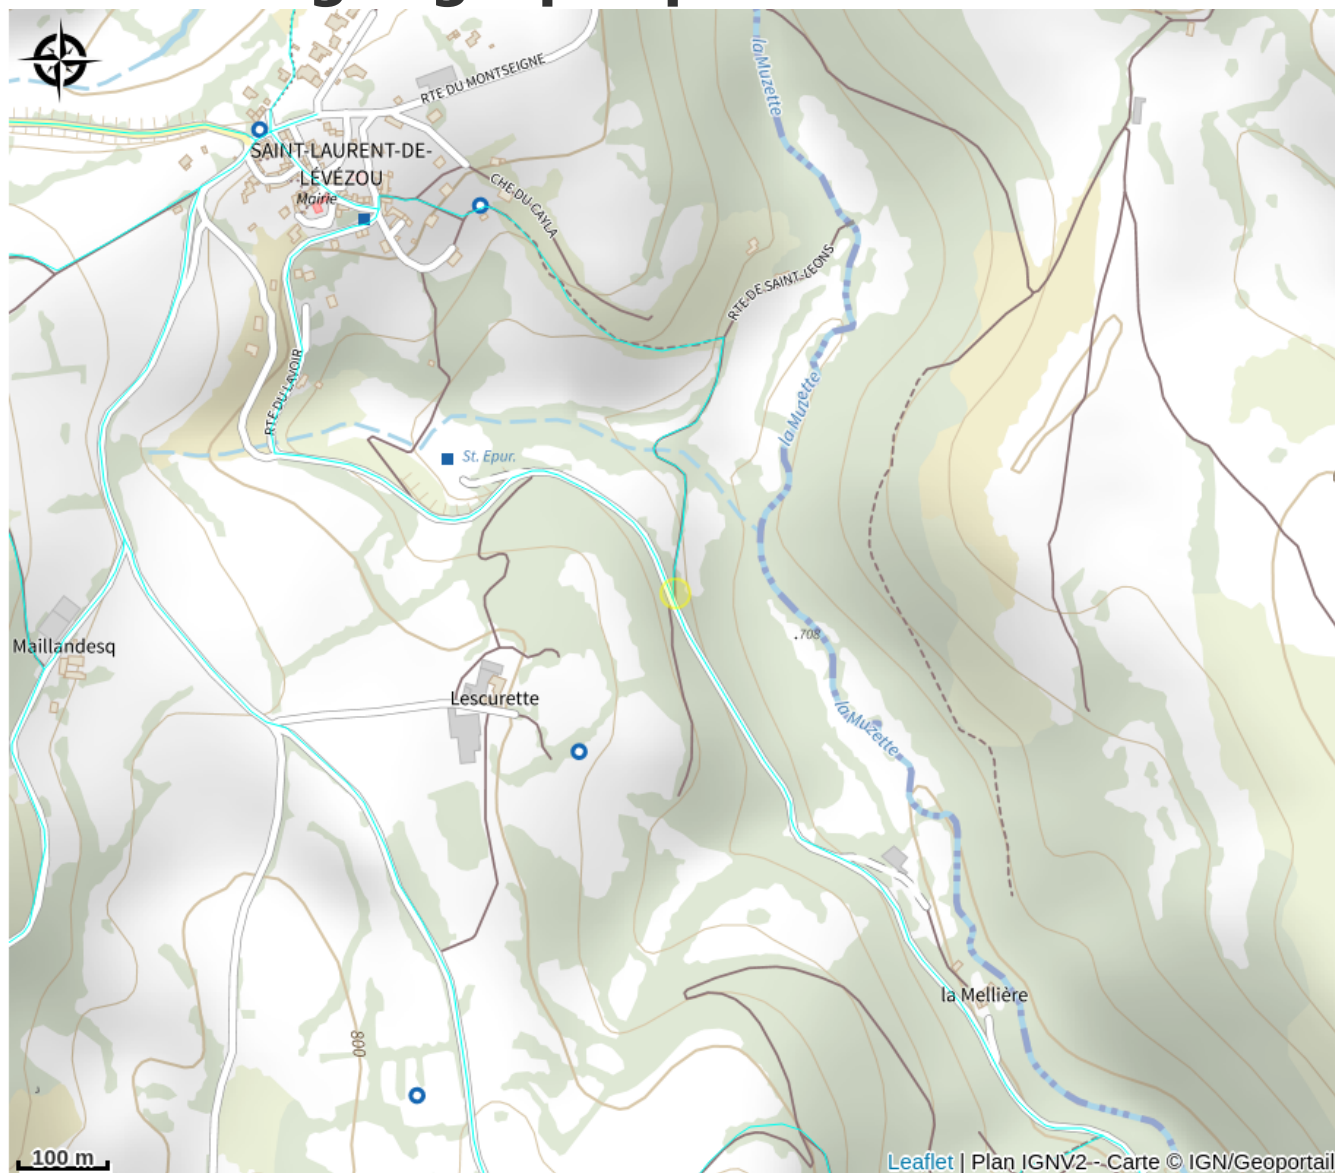 la Muzette
RTE DU MONTSEIGNE
SAINT-LAURENT-DE-
LÉVÉZOU
Mairie
CHE DU CAYLA
RTE DE SAINT-LEONS
RTE DU LAVOIR
la Muzette
St. Epur.
.708
Maillandesq
Lescurette
la Muzette
la Mellière
800
100 m
Leaflet | Plan IGNV2 - Carte © IGN/Geoportail